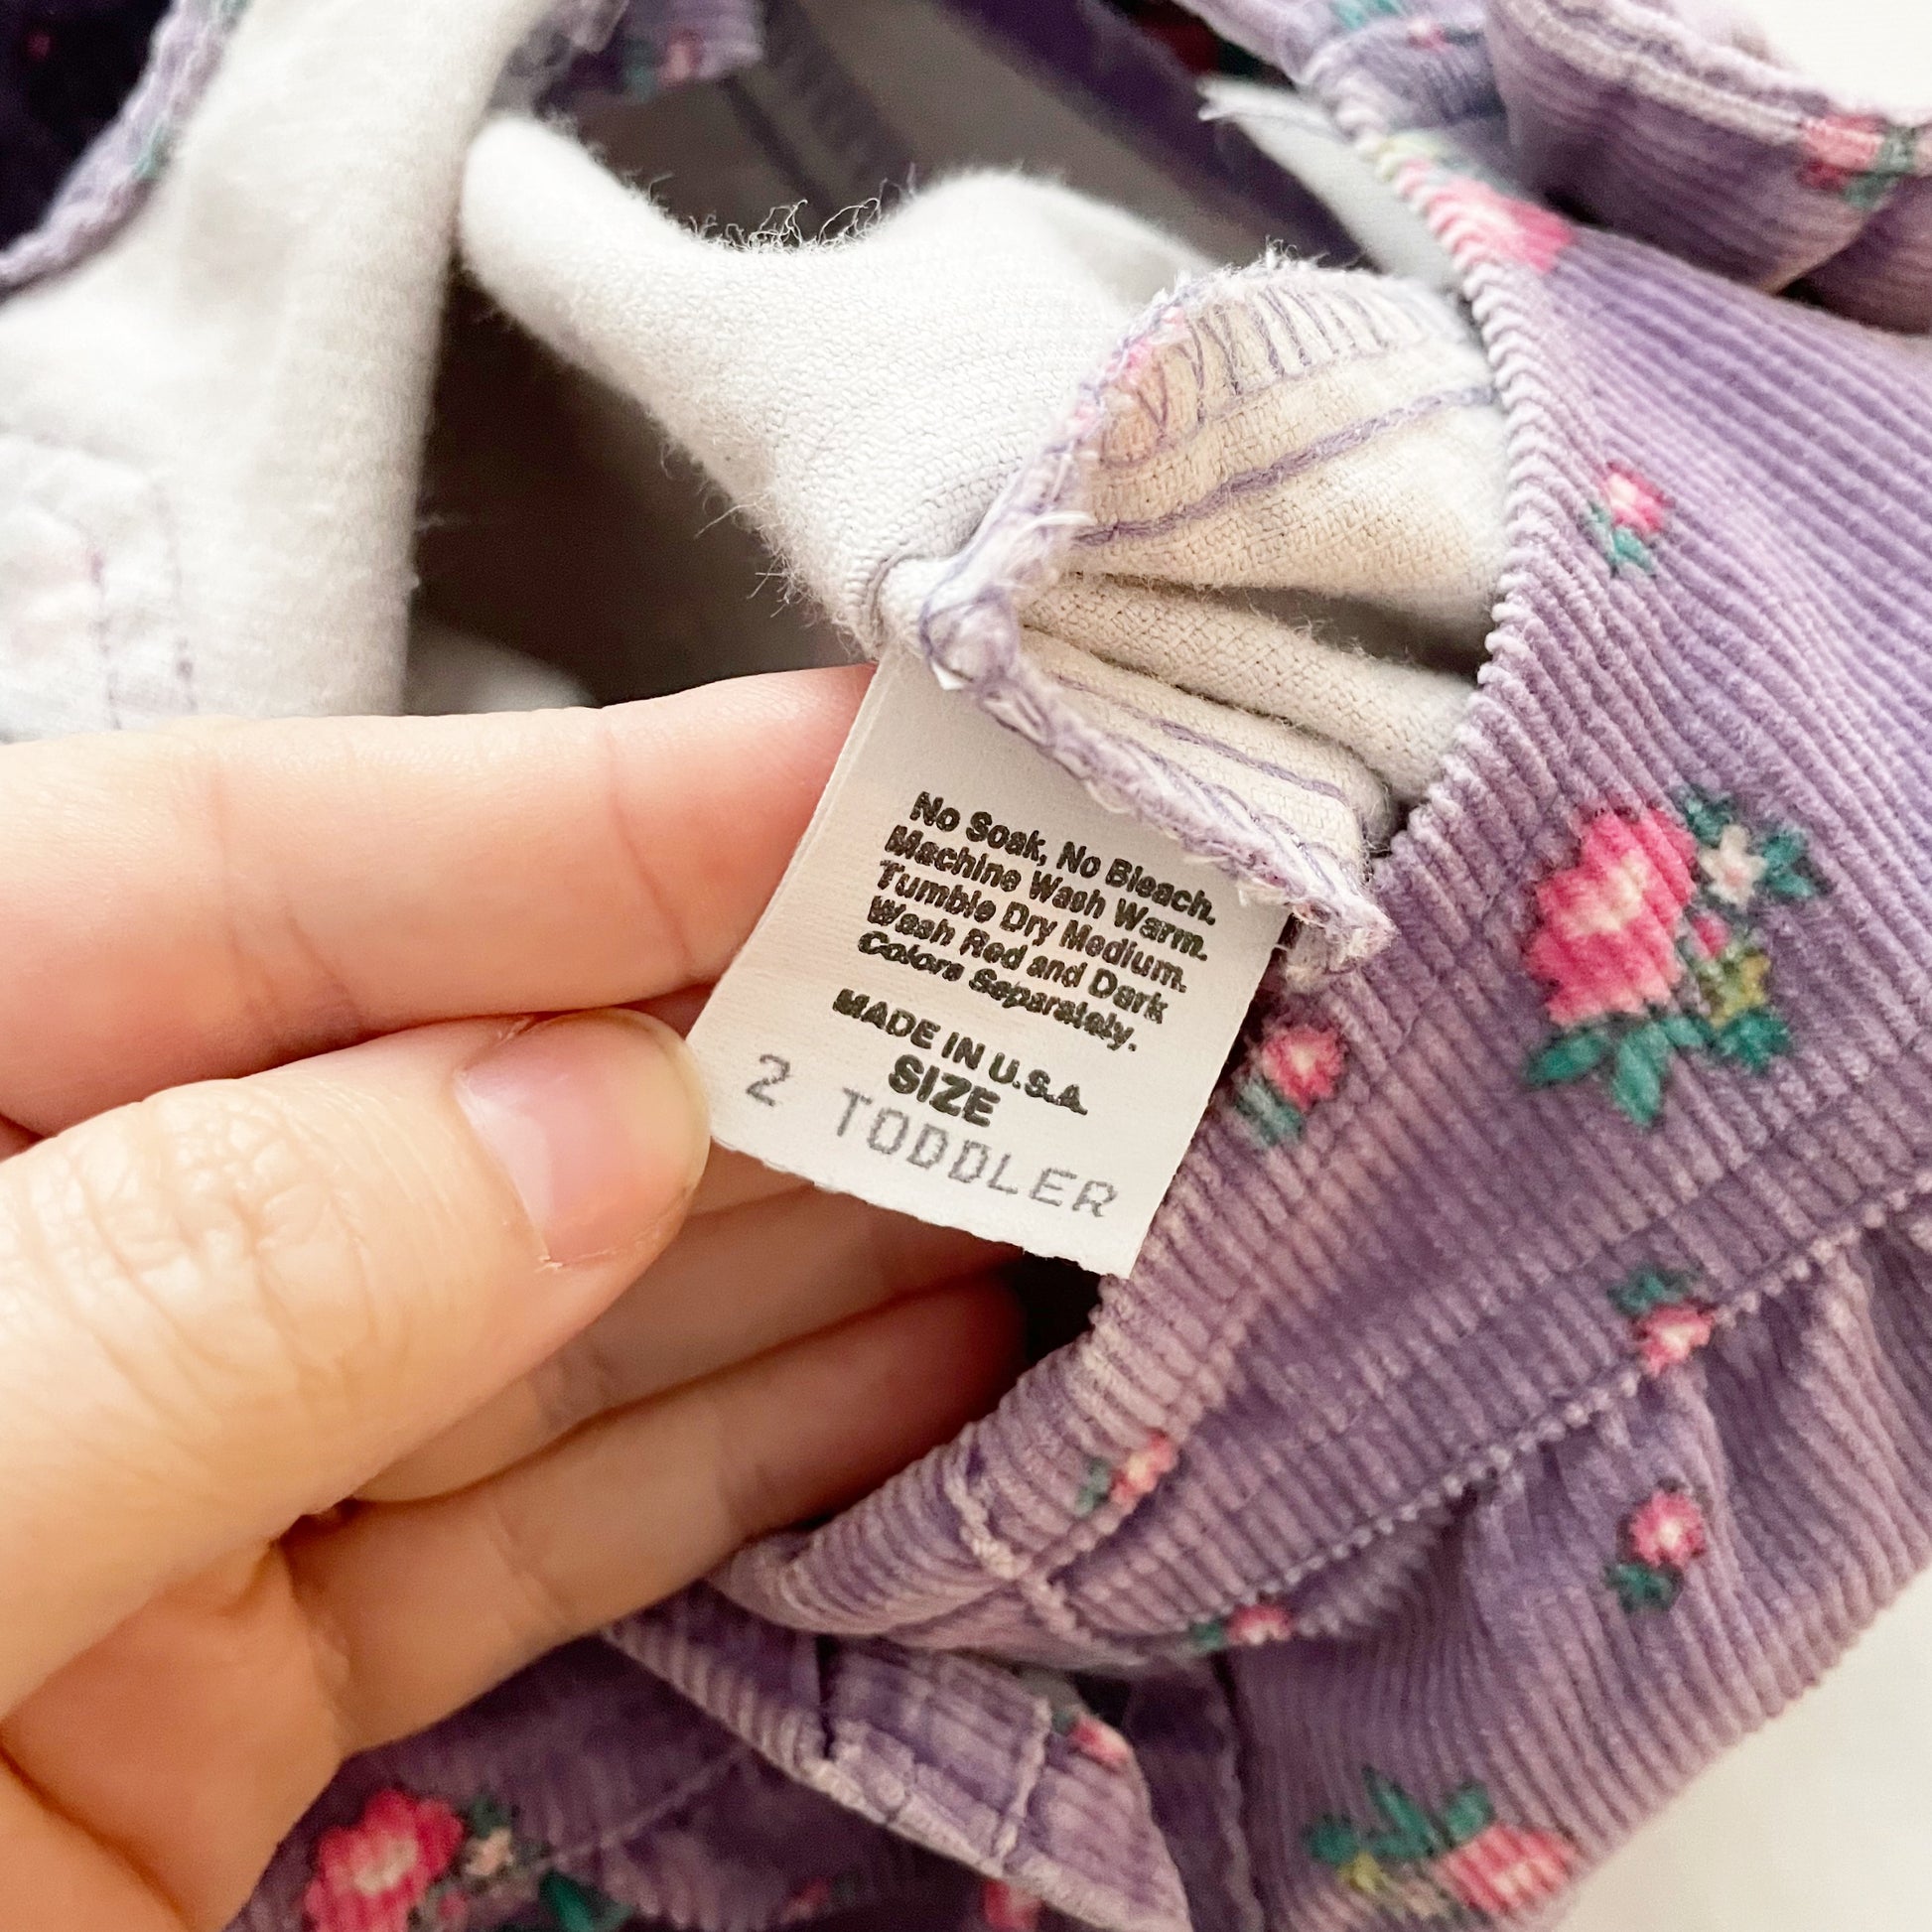 No Soak, No Bleach.
Machine Wash Warm.
Tumble Dry Medium.
Wash Red and Dark
Colors Separately.
MADE IN U.S.A.
SIZE
2 TODDLER